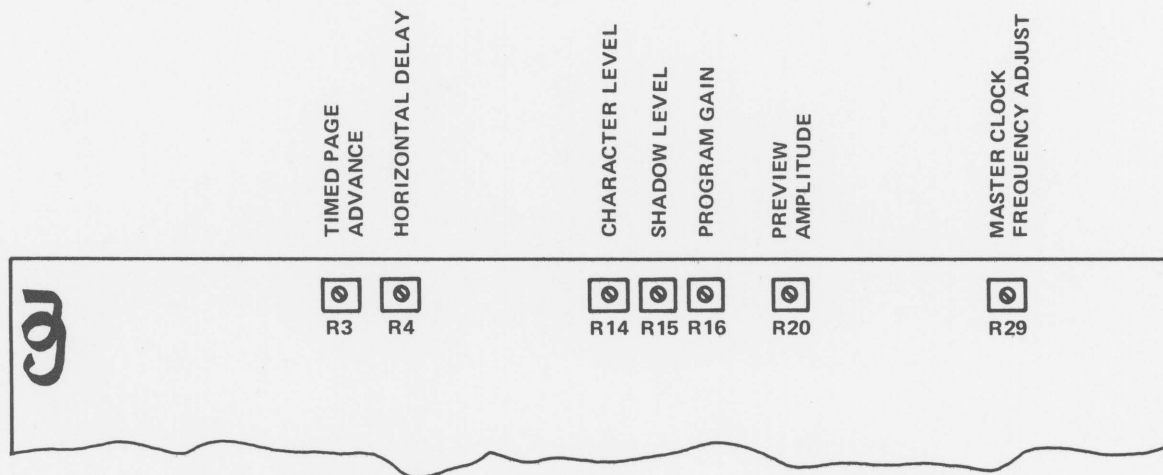 TIMED PAGE
ADVANCE
HORIZONTAL DELAY
CHARACTER LEVEL
SHADOW LEVEL
PROGRAM GAIN
PREVIEW
AMPLITUDE
MASTER CLOCK
FREQUENCY ADJUST
R3 R4 R14 R15 R16 R20 R29